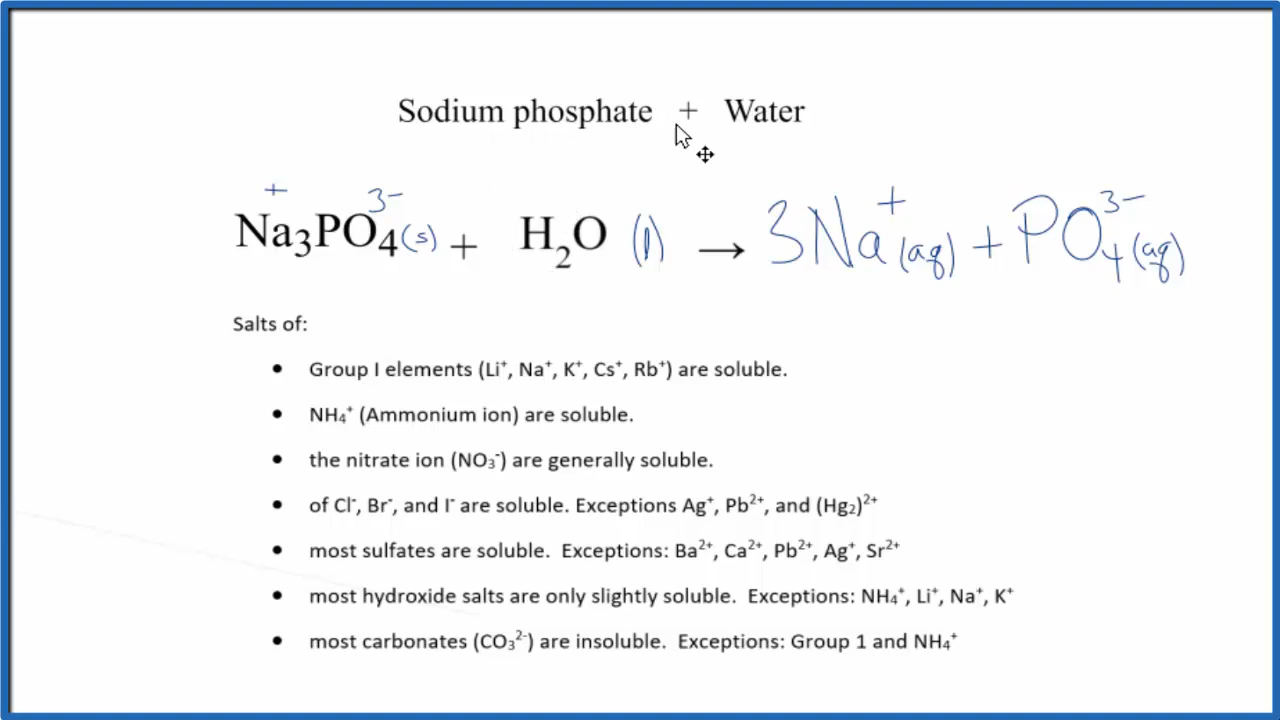 Sodium phosphate + Water
Na₃⁺PO₄³⁻(s) + H₂O (l) → 3Na⁺(aq) + PO₄³⁻(aq)
Salts of:
• Group I elements (Li⁺, Na⁺, K⁺, Cs⁺, Rb⁺) are soluble.
• NH₄⁺ (Ammonium ion) are soluble.
• the nitrate ion (NO₃⁻) are generally soluble.
• of Cl⁻, Br⁻, and I⁻ are soluble. Exceptions Ag⁺, Pb²⁺, and (Hg₂)²⁺
• most sulfates are soluble. Exceptions: Ba²⁺, Ca²⁺, Pb²⁺, Ag⁺, Sr²⁺
• most hydroxide salts are only slightly soluble. Exceptions: NH₄⁺, Li⁺, Na⁺, K⁺
• most carbonates (CO₃²⁻) are insoluble. Exceptions: Group 1 and NH₄⁺